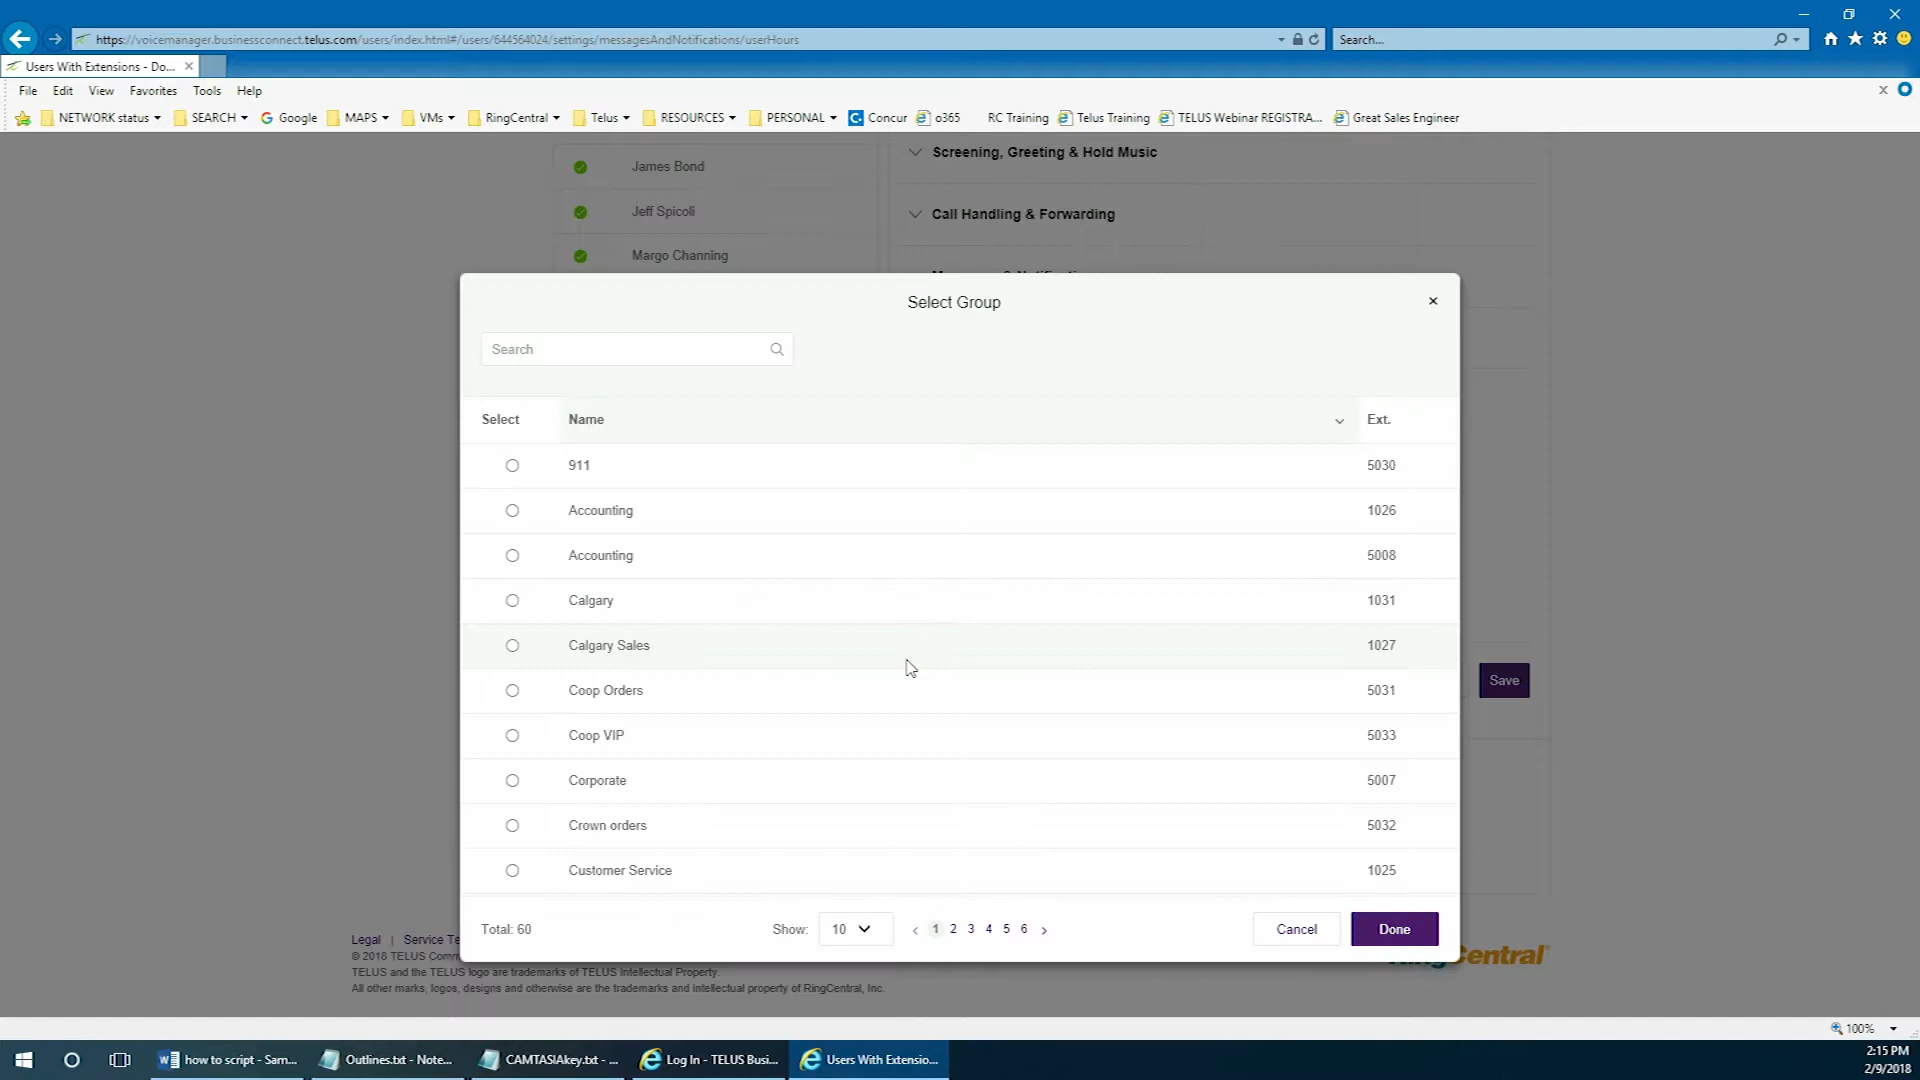 https://voicemanager.businessconnect.telus.com/users/index.html#/users/644564024/settings/messagesAndNotifications/userHours
Search...
Users With Extensions - Do...
File Edit View Favorites Tools Help
NETWORK status SEARCH Google MAPS VMs RingCentral Telus RESOURCES PERSONAL Concur o365 RC Training Telus Training TELUS Webinar REGISTRA... Great Sales Engineer
James Bond
Screening, Greeting & Hold Music
Jeff Spicoli
Call Handling & Forwarding
Margo Channing
Select Group
Search
Select Name Ext.
911 5030
Accounting 1026
Accounting 5008
Calgary 1031
Calgary Sales 1027
Coop Orders 5031
Save
Coop VIP 5033
Corporate 5007
Crown orders 5032
Customer Service 1025
Total: 60 Show: 10 1 2 3 4 5 6 Cancel Done
Legal | Service Te
© 2018 TELUS Comm
TELUS and the TELUS logo are trademarks of TELUS Intellectual Property.
All other marks, logos, designs and otherwise are the trademarks and intellectual property of RingCentral, Inc.
100%
how to script - Sam... Outlines.txt - Note... CAMTASIAkey.txt - ... Log In - TELUS Busi... Users With Extensio...
2:15 PM
2/9/2018